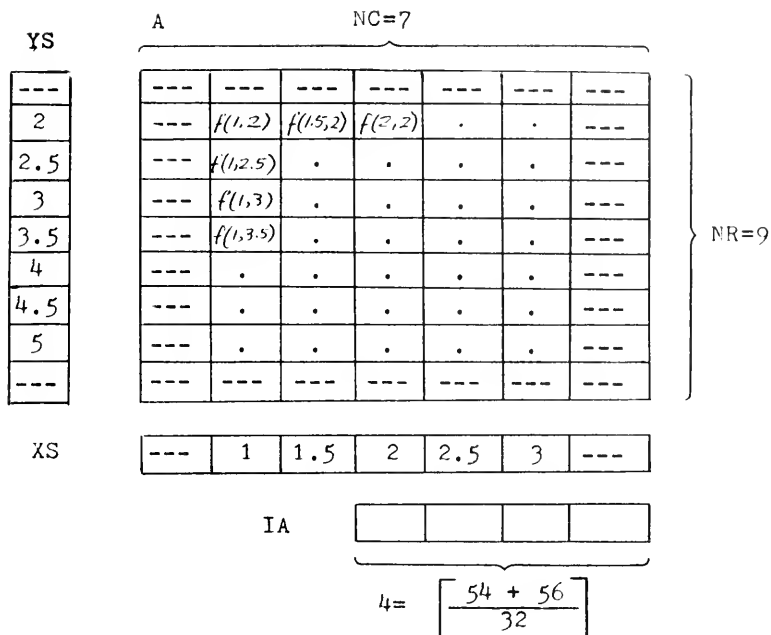 A NC=7
YS
--- --- --- --- --- --- --- ---
2 --- f(1,2) f(1.5,2) f(2,2) . . ---
2.5 --- f(1,2.5) . . . . ---
3 --- f(1,3) . . . . ---
3.5 --- f(1,3.5) . . . . --- NR=9
4 --- . . . . . ---
4.5 --- . . . . . ---
5 --- . . . . . ---
--- --- --- --- --- --- --- ---
XS --- 1 1.5 2 2.5 3 ---
IA
4= ⌈ 54 + 56
32 ⌉